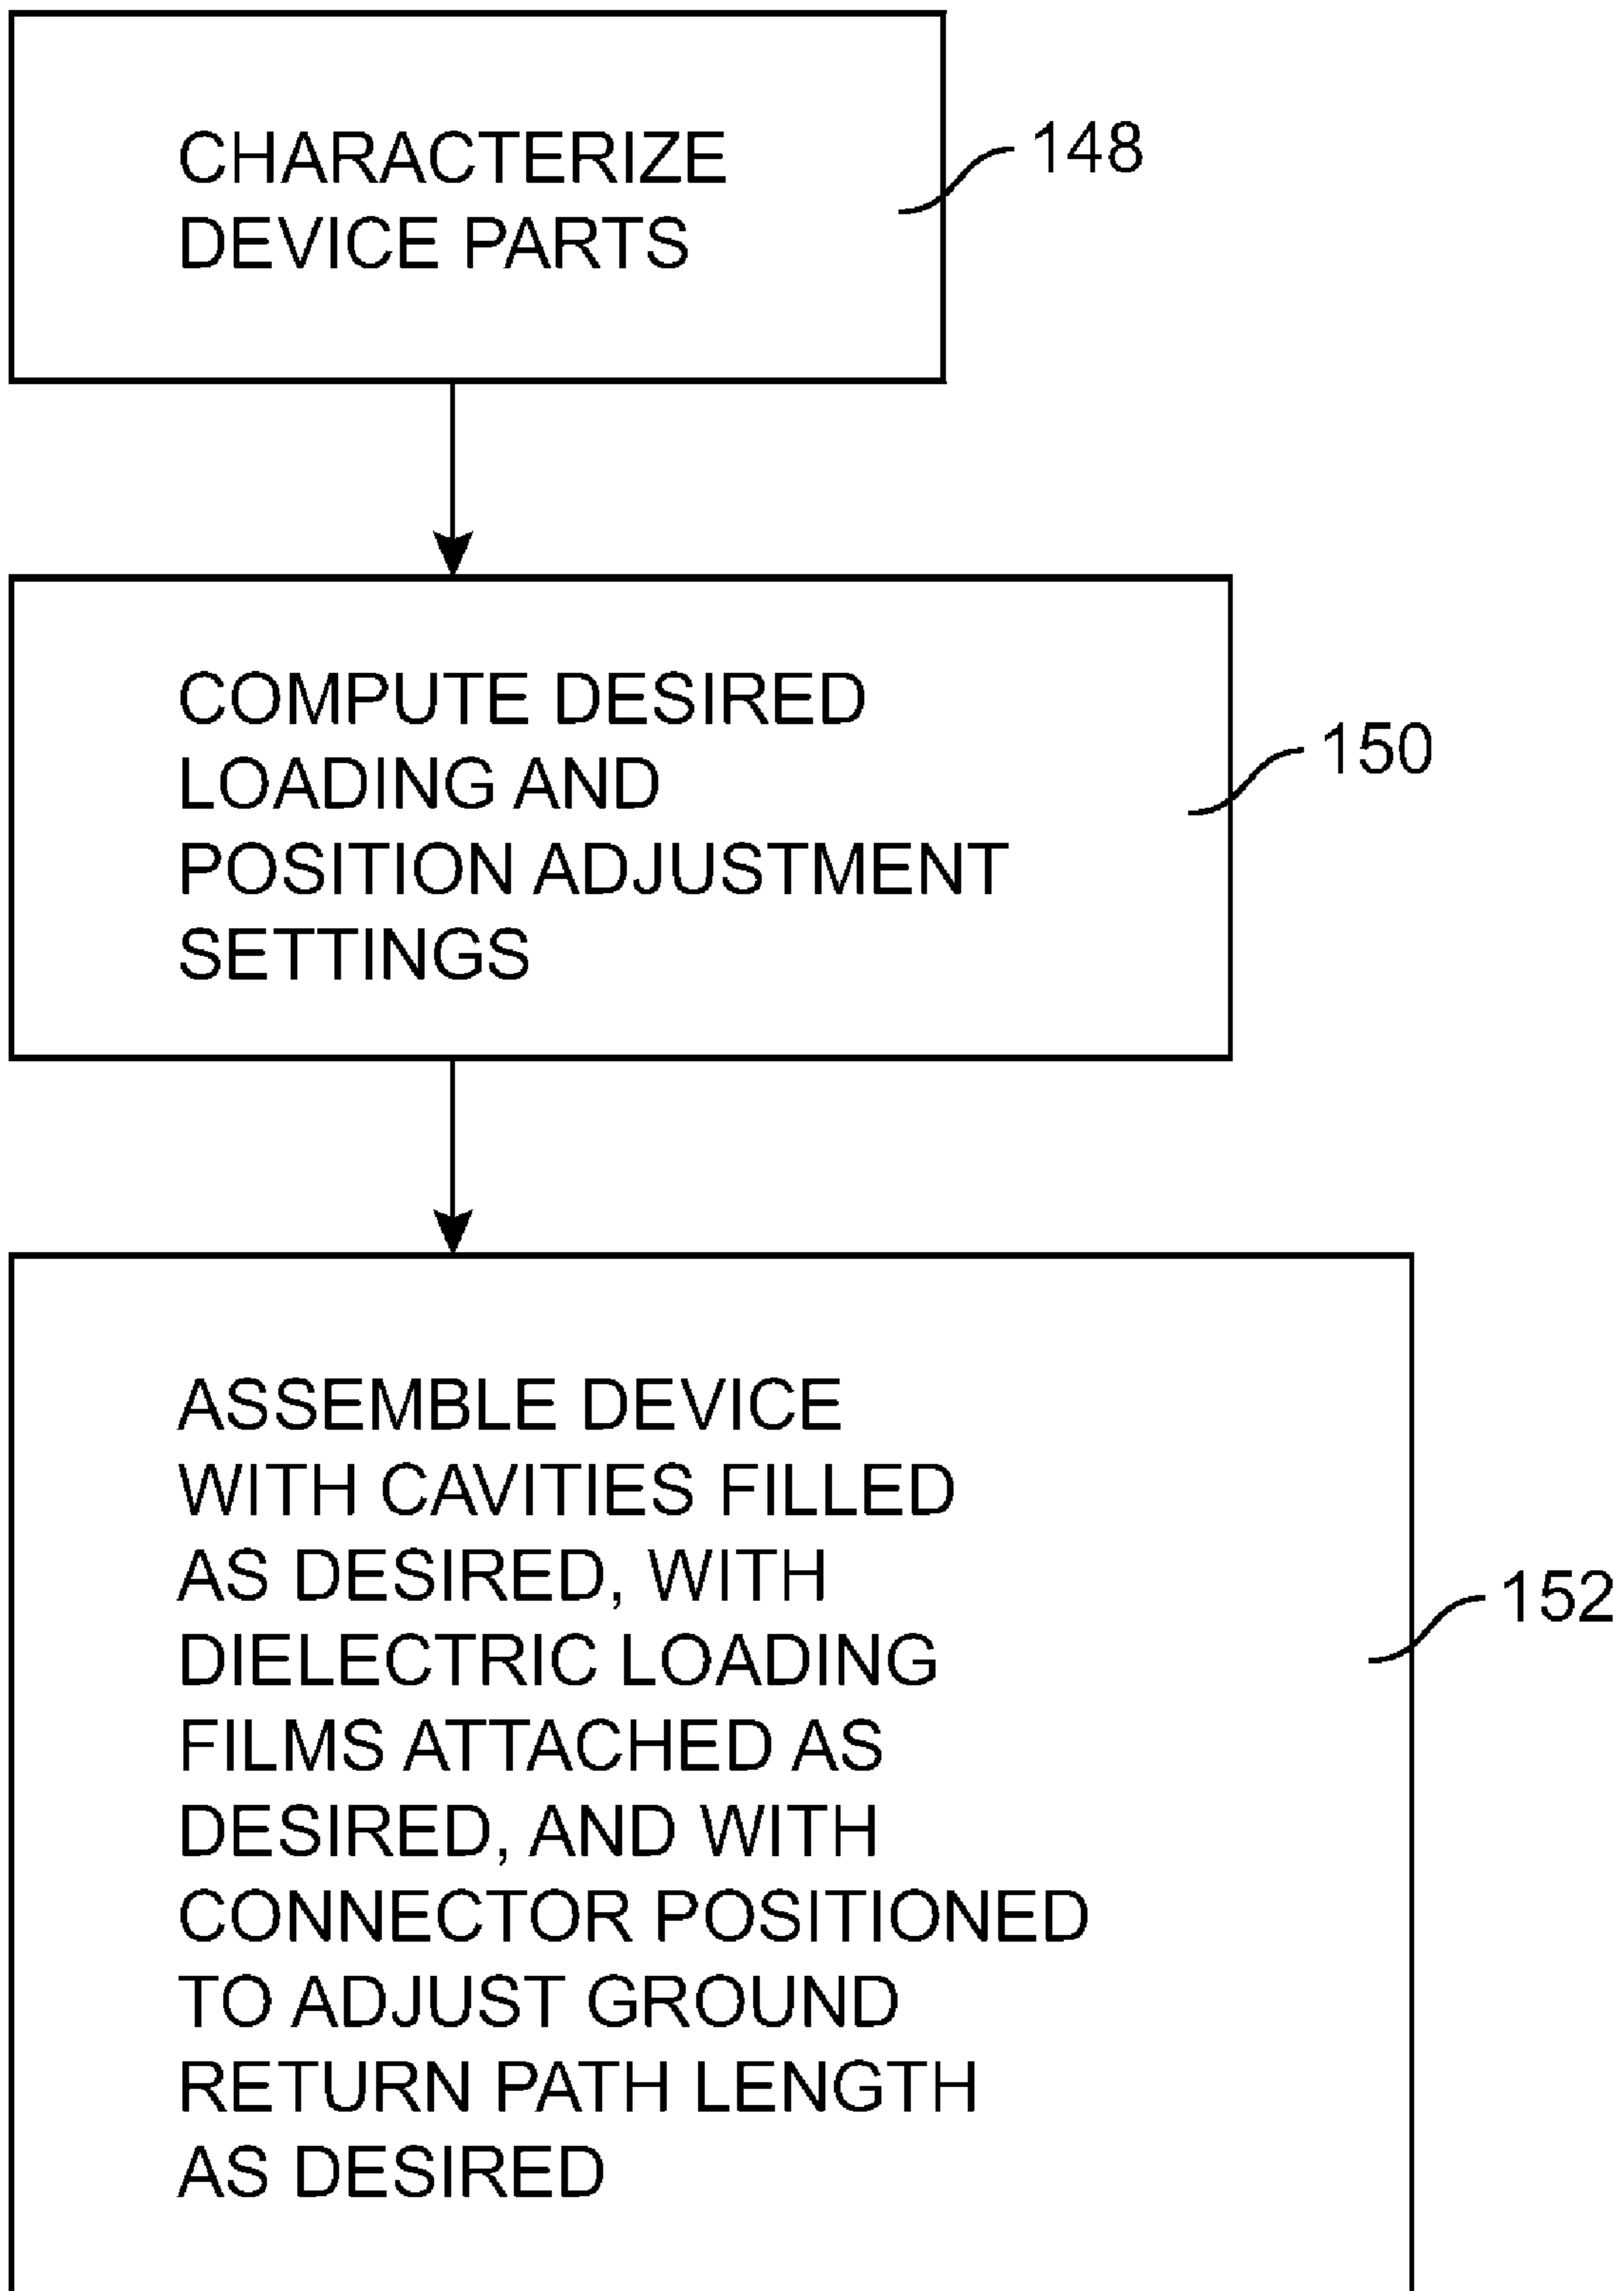 CHARACTERIZE
DEVICE PARTS
148
COMPUTE DESIRED
LOADING AND
POSITION ADJUSTMENT
SETTINGS
150
ASSEMBLE DEVICE
WITH CAVITIES FILLED
AS DESIRED, WITH
DIELECTRIC LOADING
FILMS ATTACHED AS
DESIRED, AND WITH
CONNECTOR POSITIONED
TO ADJUST GROUND
RETURN PATH LENGTH
AS DESIRED
152